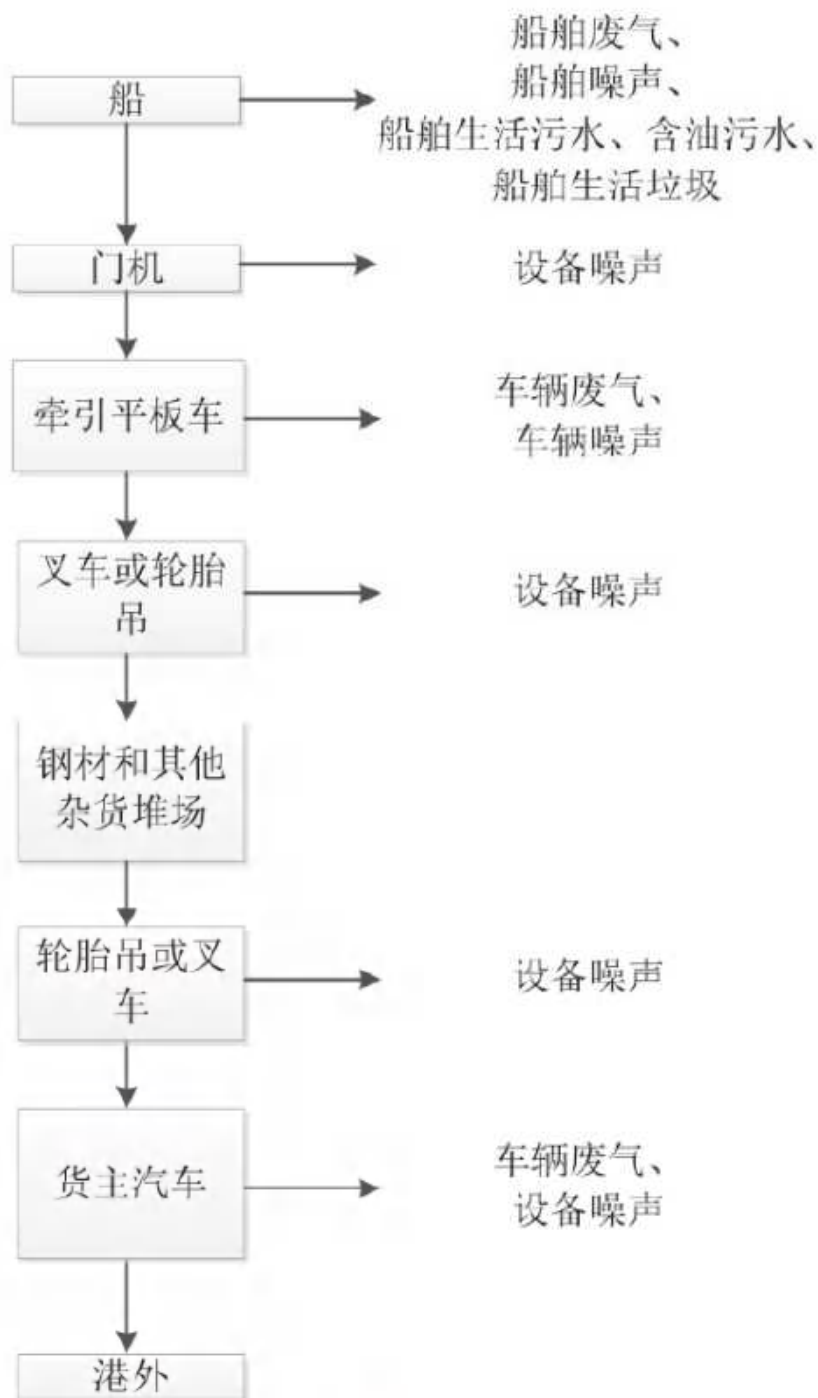 船舶废气、
船舶噪声、
船
船舶生活污水、含油污水、
船舶生活垃圾
门机
设备噪声
牵引平板车
车辆废气、
车辆噪声
叉车或轮胎
吊
设备噪声
钢材和其他
杂货堆场
轮胎吊或叉
车
设备噪声
货主汽车
车辆废气、
设备噪声
港外